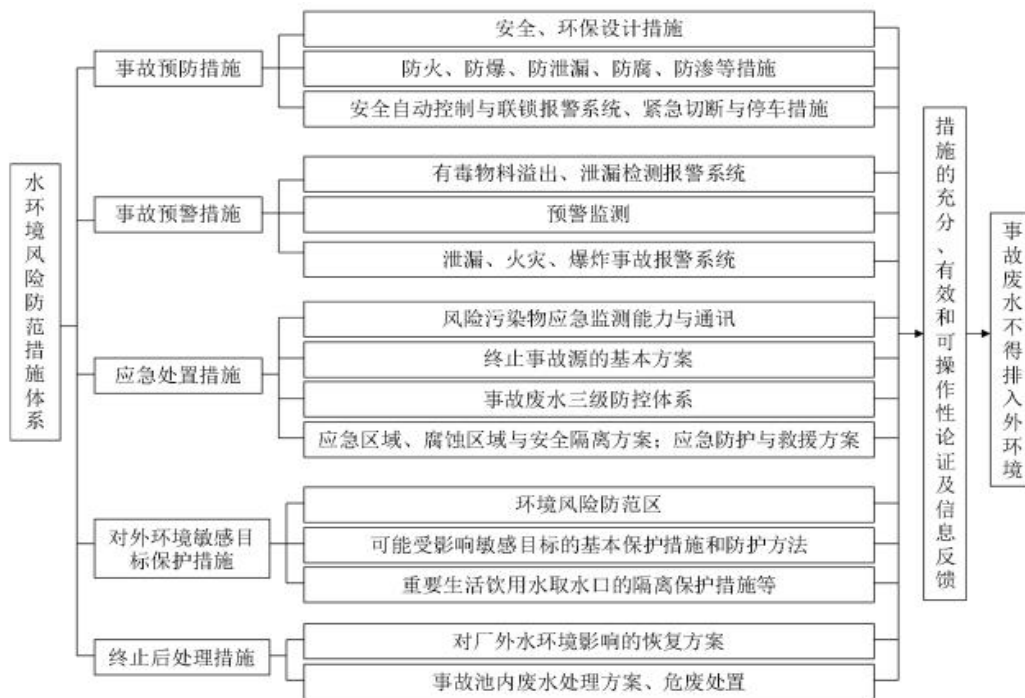 水环境风险防范措施体系
事故预防措施
安全、环保设计措施
防火、防爆、防泄漏、防腐、防渗等措施
安全自动控制与联锁报警系统、紧急切断与停车措施
事故预警措施
有毒物料溢出、泄漏检测报警系统
预警监测
泄漏、火灾、爆炸事故报警系统
应急处置措施
风险污染物应急监测能力与通讯
终止事故源的基本方案
事故废水三级防控体系
应急区域、腐蚀区域与安全隔离方案；应急防护与救援方案
对外环境敏感目
标保护措施
环境风险防范区
可能受影响敏感目标的基本保护措施和防护方法
重要生活饮用水取水口的隔离保护措施等
终止后处理措施
对厂外水环境影响的恢复方案
事故池内废水处理方案、危废处置
措施的充分、有效和可操作性论证及信息反馈
事故废水不得排入外环境